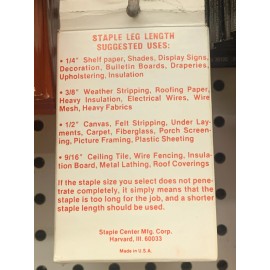 STAPLE LEG LENGTH
SUGGESTED USES:
• 1/4" Shelf paper, Shades, Display Signs,
Decoration, Bulletin Boards, Draperies,
Upholstering, Insulation
• 3/8" Weather Stripping, Roofing Paper,
Heavy Insulation, Electrical Wires, Wire
Mesh, Heavy Fabrics
• 1/2" Canvas, Felt Stripping, Under Lay-
ments, Carpet, Fiberglass, Porch Screen-
ing, Picture Framing, Plastic Sheeting
• 9/16" Ceiling Tile, Wire Fencing, Insula-
tion Board, Metal Lathing, Roof Coverings
If the staple size you select does not pene-
trate completely, it simply means that the
staple is too long for the job, and a shorter
staple length should be used.
Staple Center Mfg. Corp.
Harvard, Ill. 60033
Made in U.S.A.